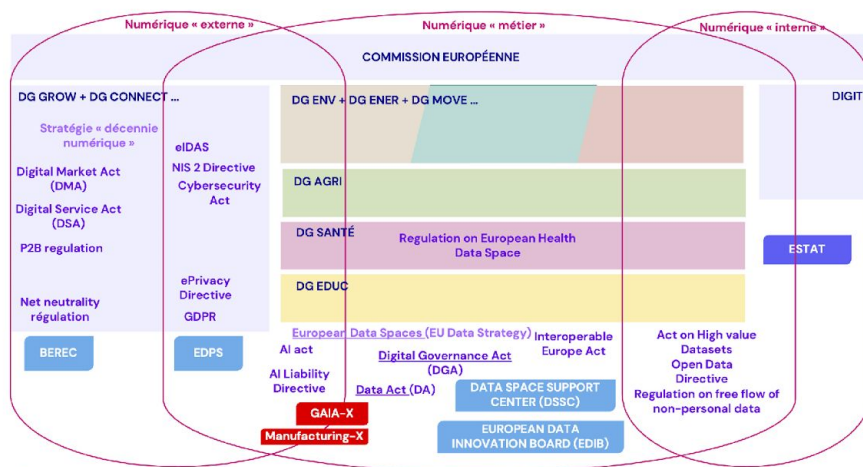 Numérique « externe »
Numérique « métier »
Numérique « interne »
COMMISSION EUROPÉENNE
DG GROW + DG CONNECT ...
DG ENV + DG ENER + DG MOVE ...
DIGIT
Stratégie « décennie
numérique »
eIDAS
NIS 2 Directive
Cybersecurity
Act
Digital Market Act
(DMA)
Digital Service Act
(DSA)
P2B regulation
ePrivacy
Directive
GDPR
Net neutrality
régulation
BEREC
EDPS
DG AGRI
DG SANTÉ
Regulation on European Health
Data Space
DG EDUC
ESTAT
European Data Spaces (EU Data Strategy)
AI act
AI Liability
Directive
Digital Governance Act
(DGA)
Data Act (DA)
Interoperable
Europe Act
Act on High value
Datasets
Open Data
Directive
Regulation on free flow of
non-personal data
DATA SPACE SUPPORT
CENTER (DSSC)
GAIA-X
Manufacturing-X
EUROPEAN DATA
INNOVATION BOARD (EDIB)